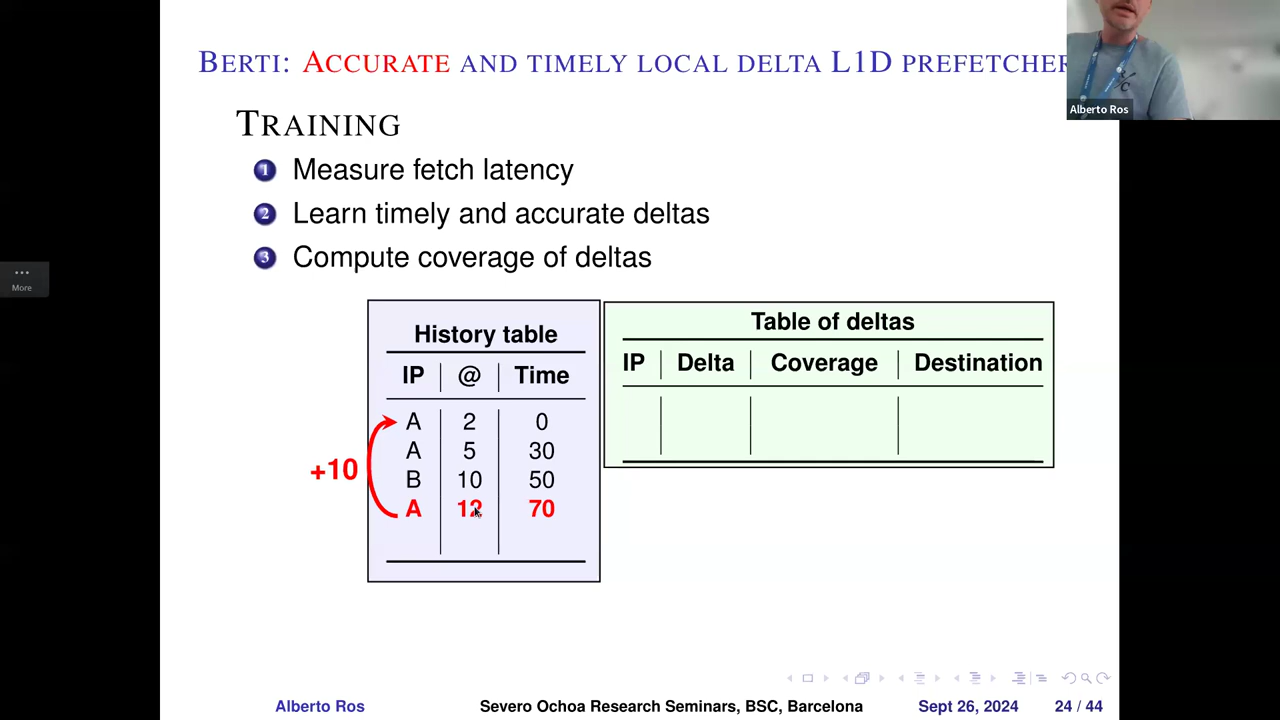 BERTI: ACCURATE AND TIMELY LOCAL DELTA L1D PREFETCHER
Alberto Ros
TRAINING
1 Measure fetch latency
2 Learn timely and accurate deltas
3 Compute coverage of deltas
More
History table
IP @ Time
A 2 0
A 5 30
B 10 50
A 12 70
+10
Table of deltas
IP Delta Coverage Destination
Alberto Ros Severo Ochoa Research Seminars, BSC, Barcelona Sept 26, 2024 24 / 44